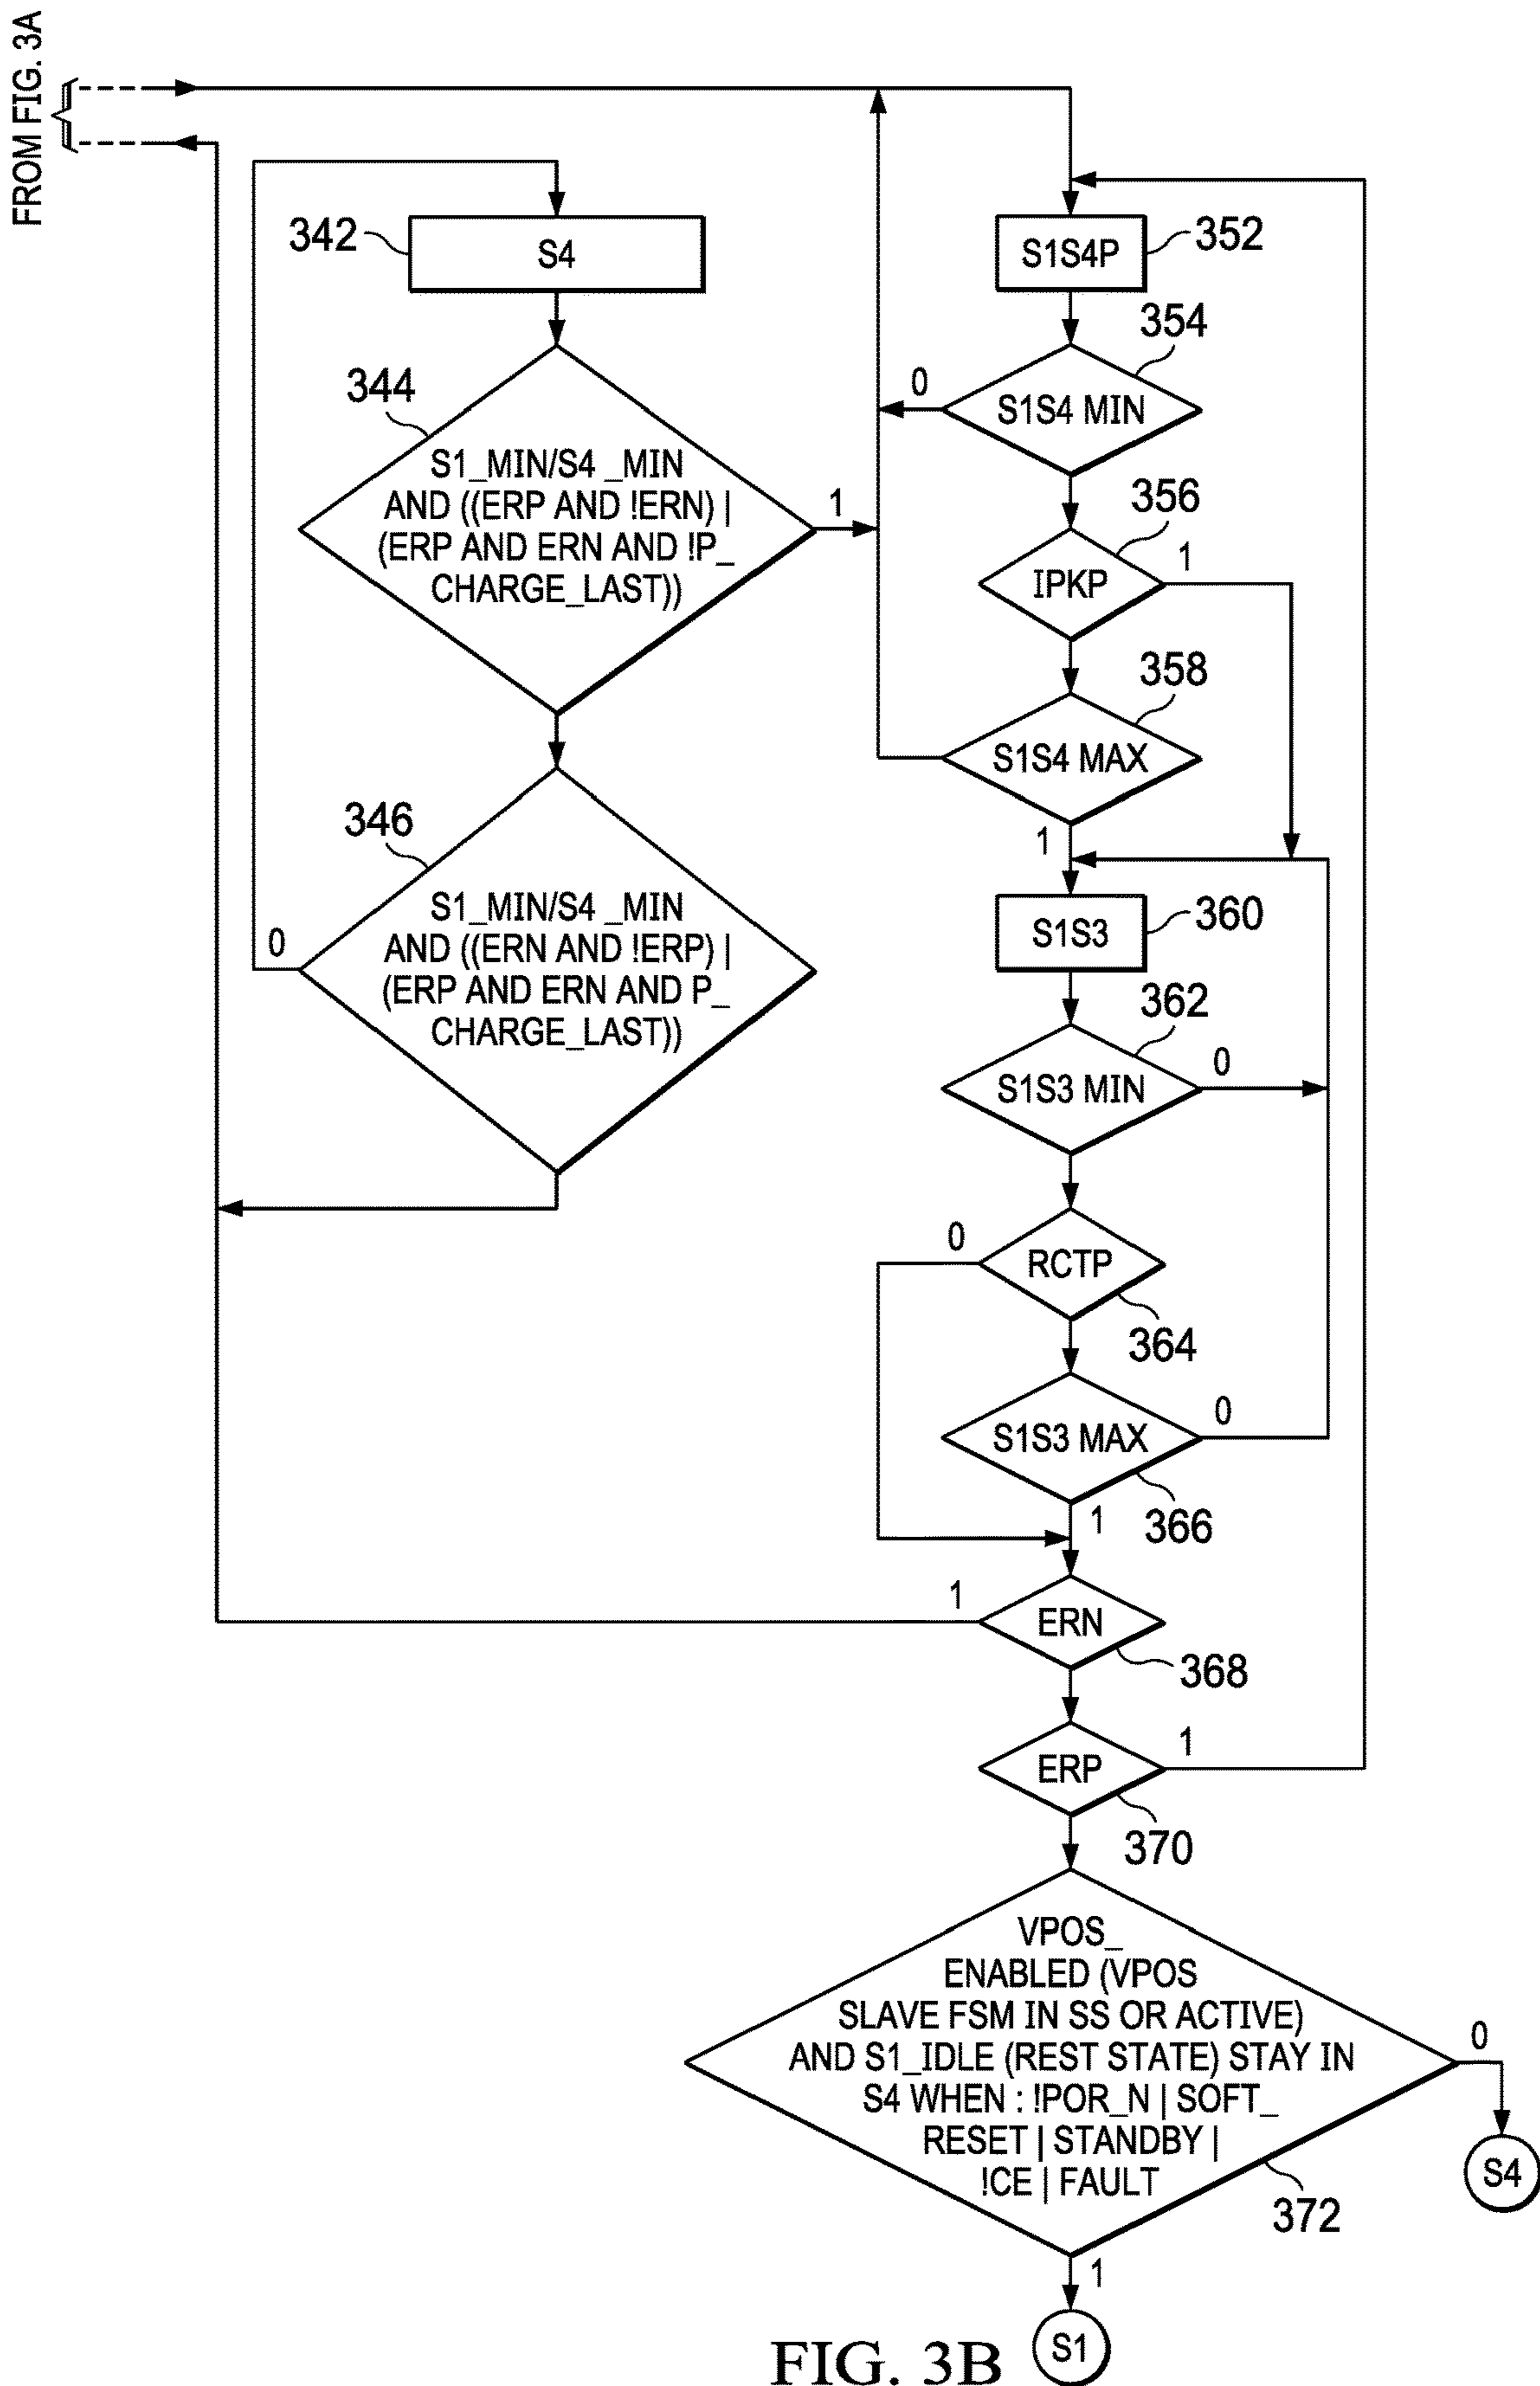 FROM FIG. 3A
342
S4
344
S1_MIN/S4 _MIN
AND ((ERP AND !ERN) |
(ERP AND ERN AND !P_
CHARGE_LAST))
1
346
S1_MIN/S4 _MIN
AND ((ERN AND !ERP) |
(ERP AND ERN AND P_
CHARGE_LAST))
0
S1S4P
352
354
0
S1S4 MIN
356
IPKP
1
358
S1S4 MAX
1
S1S3
360
362
S1S3 MIN
0
0
RCTP
364
S1S3 MAX
0
366
1
1
ERN
368
ERP
1
370
VPOS_
ENABLED (VPOS
SLAVE FSM IN SS OR ACTIVE)
AND S1_IDLE (REST STATE) STAY IN
S4 WHEN : !POR_N | SOFT_
RESET | STANDBY |
!CE | FAULT
0
S4
372
1
S1
FIG. 3B